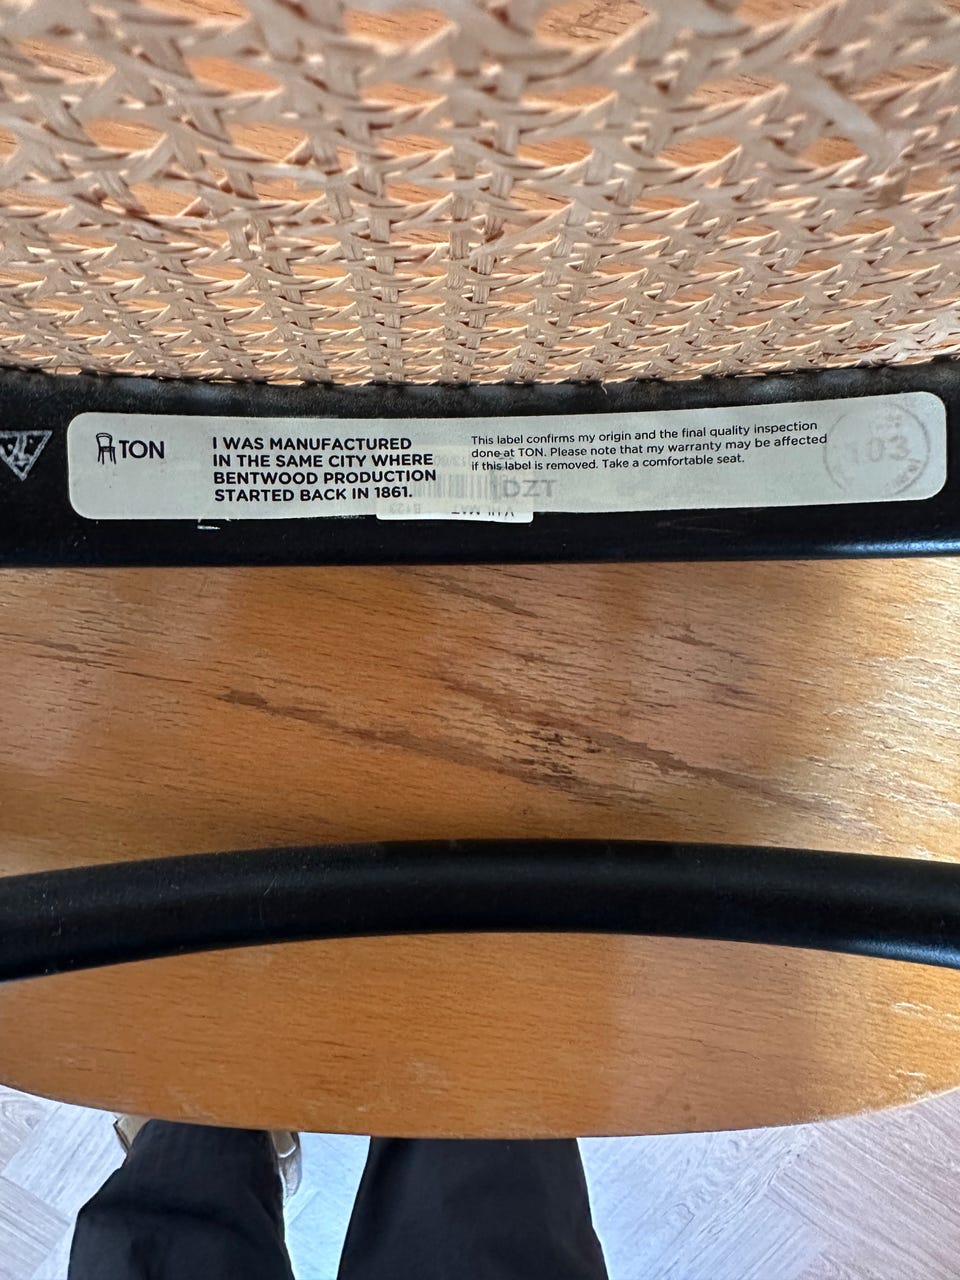 TON
I WAS MANUFACTURED
IN THE SAME CITY WHERE
BENTWOOD PRODUCTION
STARTED BACK IN 1861.
This label confirms my origin and the final quality inspection
done at TON. Please note that my warranty may be affected
if this label is removed. Take a comfortable seat.
103
DZT